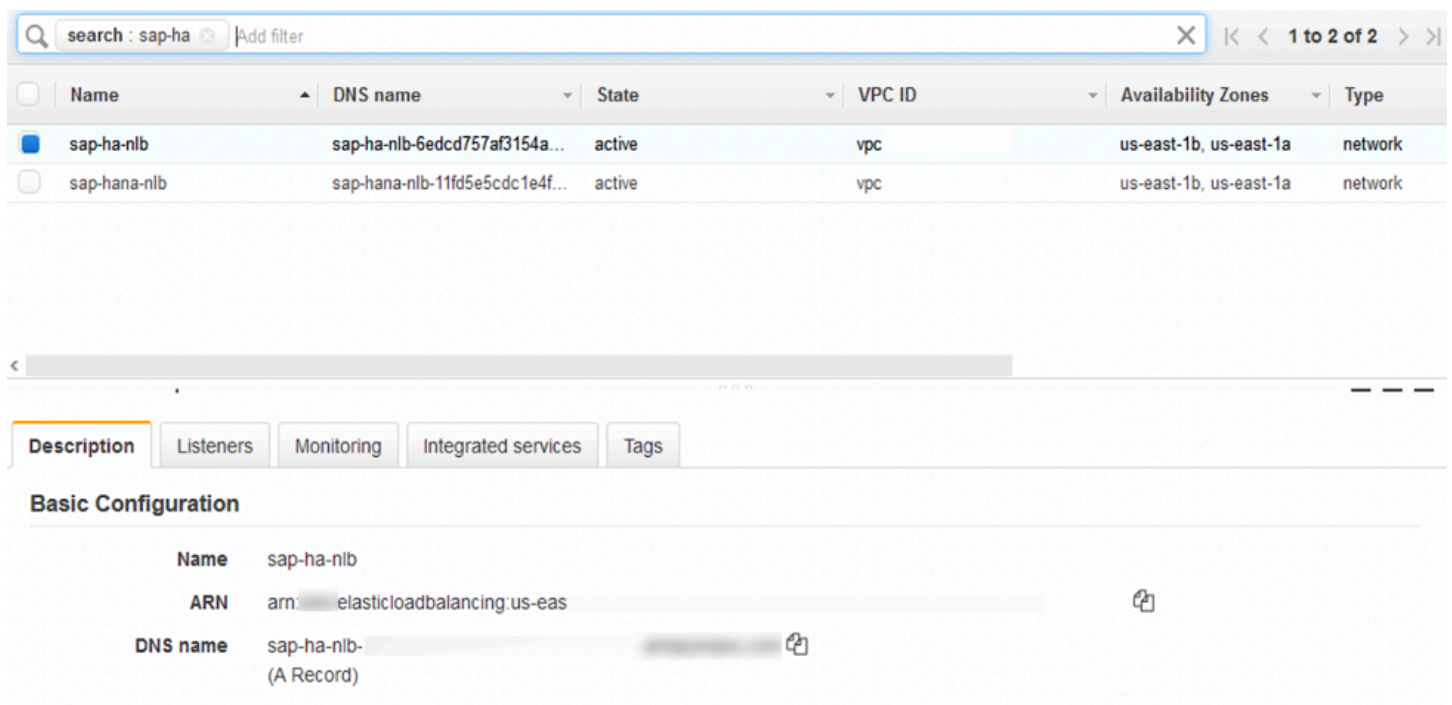 search : sap-ha Add filter 1 to 2 of 2
Name DNS name State VPC ID Availability Zones Type
sap-ha-nlb sap-ha-nlb-6edcd757af3154a... active vpc us-east-1b, us-east-1a network
sap-hana-nlb sap-hana-nlb-11fd5e5cdc1e4f... active vpc us-east-1b, us-east-1a network
Description Listeners Monitoring Integrated services Tags
Basic Configuration
Name sap-ha-nlb
ARN arn: elasticloadbalancing:us-eas
DNS name sap-ha-nlb-
(A Record)